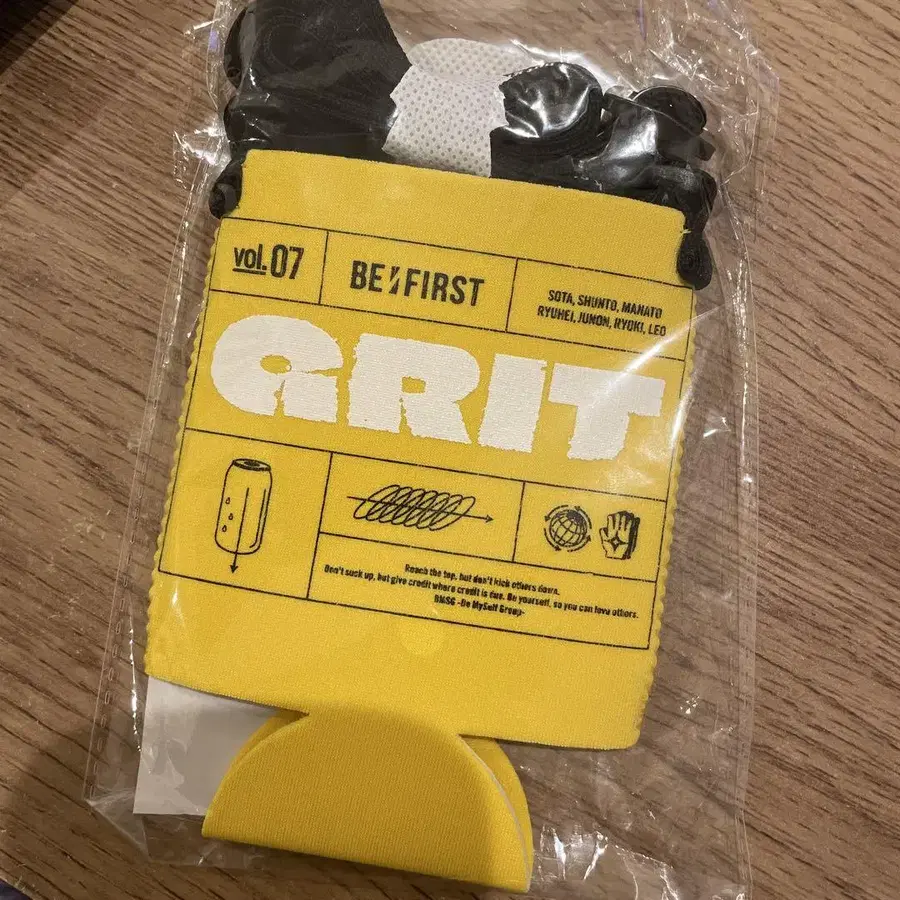 vol.07
BE:FIRST
SOTA, SHUNTO, MANATO
RYUHEI, JUNON, RYOKI, LEO
GRIT
Reach the top, but don't kick others down.
Don't suck up, but give credit where credit is due. Be yourself, so you can love others.
BMSG -Be MySelf Group-